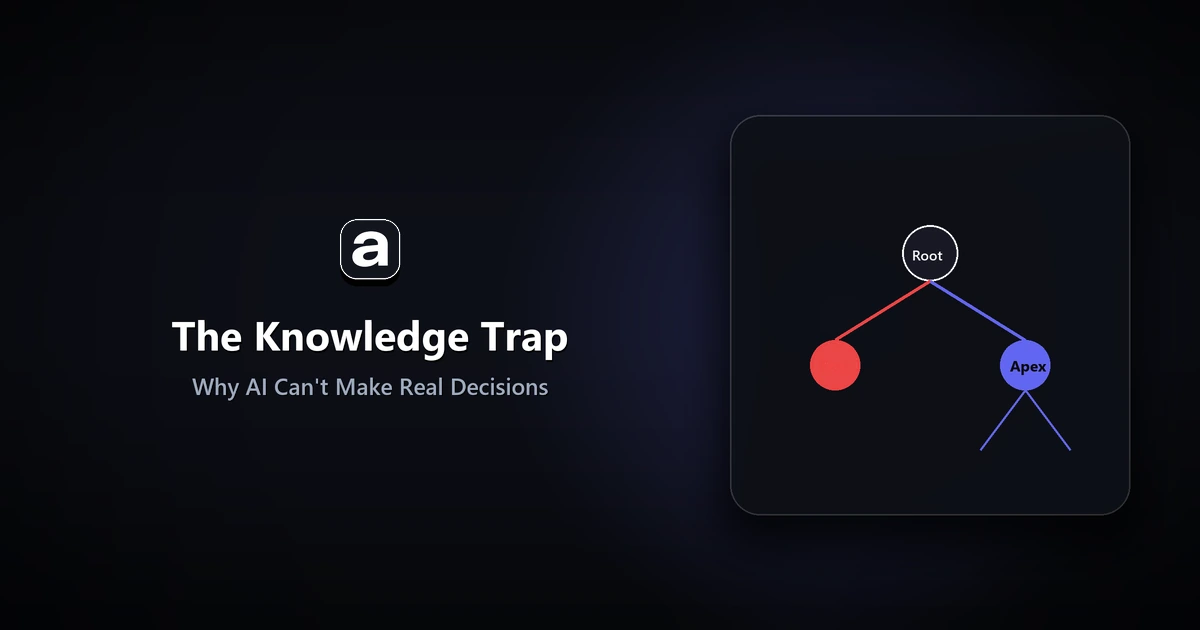 a
The Knowledge Trap
Why AI Can't Make Real Decisions
Root
Apex